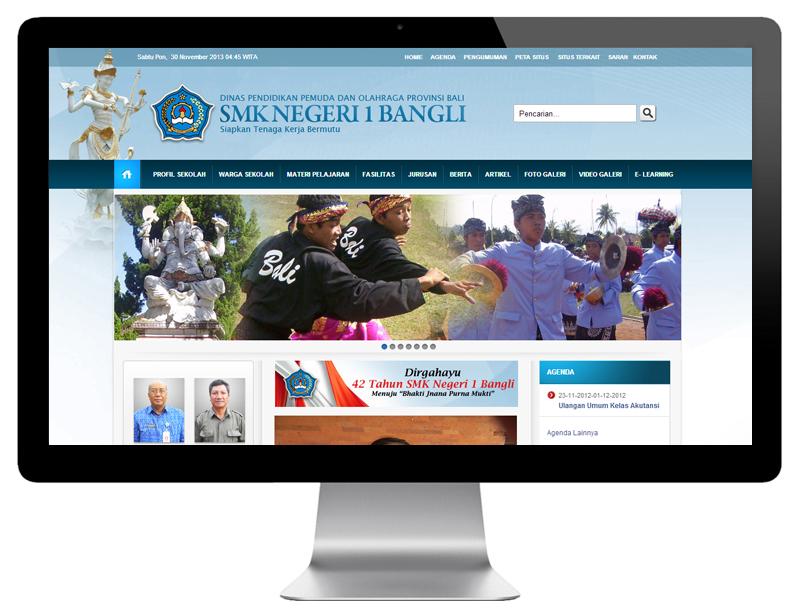 Sabtu Pon,  30 November 2013 04:45 WITA
HOME AGENDA PENGUMUMAN PETA SITUS SITUS TERKAIT SARAN KONTAK
DINAS PENDIDIKAN PEMUDA DAN OLAHRAGA PROVINSI BALI
SMK NEGERI 1 BANGLI
Siapkan Tenaga Kerja Bermutu
Pencarian...
PROFIL SEKOLAH WARGA SEKOLAH MATERI PELAJARAN FASILITAS JURUSAN BERITA ARTIKEL FOTO GALERI VIDEO GALERI E- LEARNING
Bali
Bali
Dirgahayu
42 Tahun SMK Negeri 1 Bangli
Menuju "Bhakti Jnana Purna Mukti"
AGENDA
23-11-2012-01-12-2012
Ulangan Umum Kelas Akutansi
Agenda Lainnya